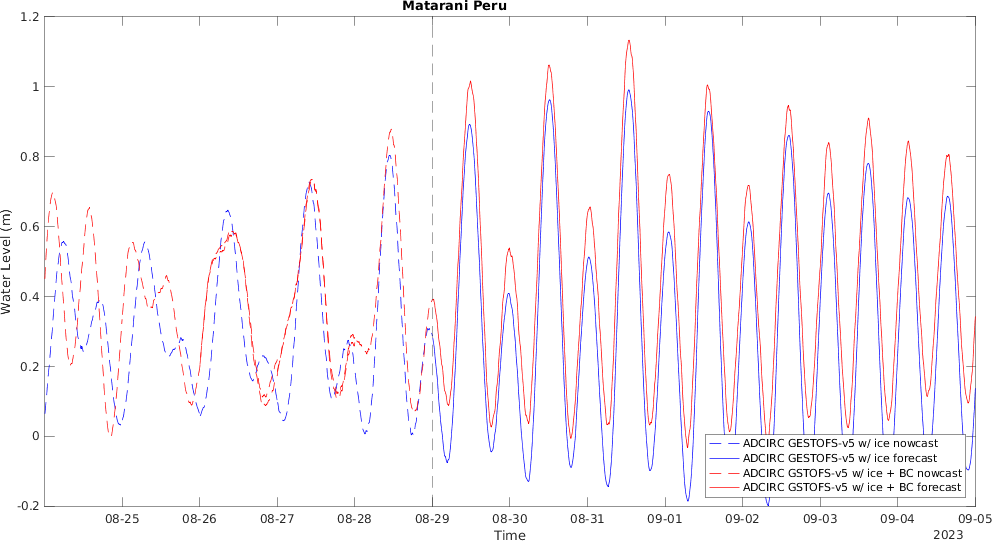 Matarani Peru
Water Level (m)
1.2
1
0.8
0.6
0.4
0.2
0
-0.2
ADCIRC GESTOFS-v5 w/ ice nowcast
ADCIRC GESTOFS-v5 w/ ice forecast
ADCIRC GSTOFS-v5 w/ ice + BC nowcast
ADCIRC GSTOFS-v5 w/ ice + BC forecast
08-25 08-26 08-27 08-28 08-29 08-30 08-31 09-01 09-02 09-03 09-04 09-05
Time
2023